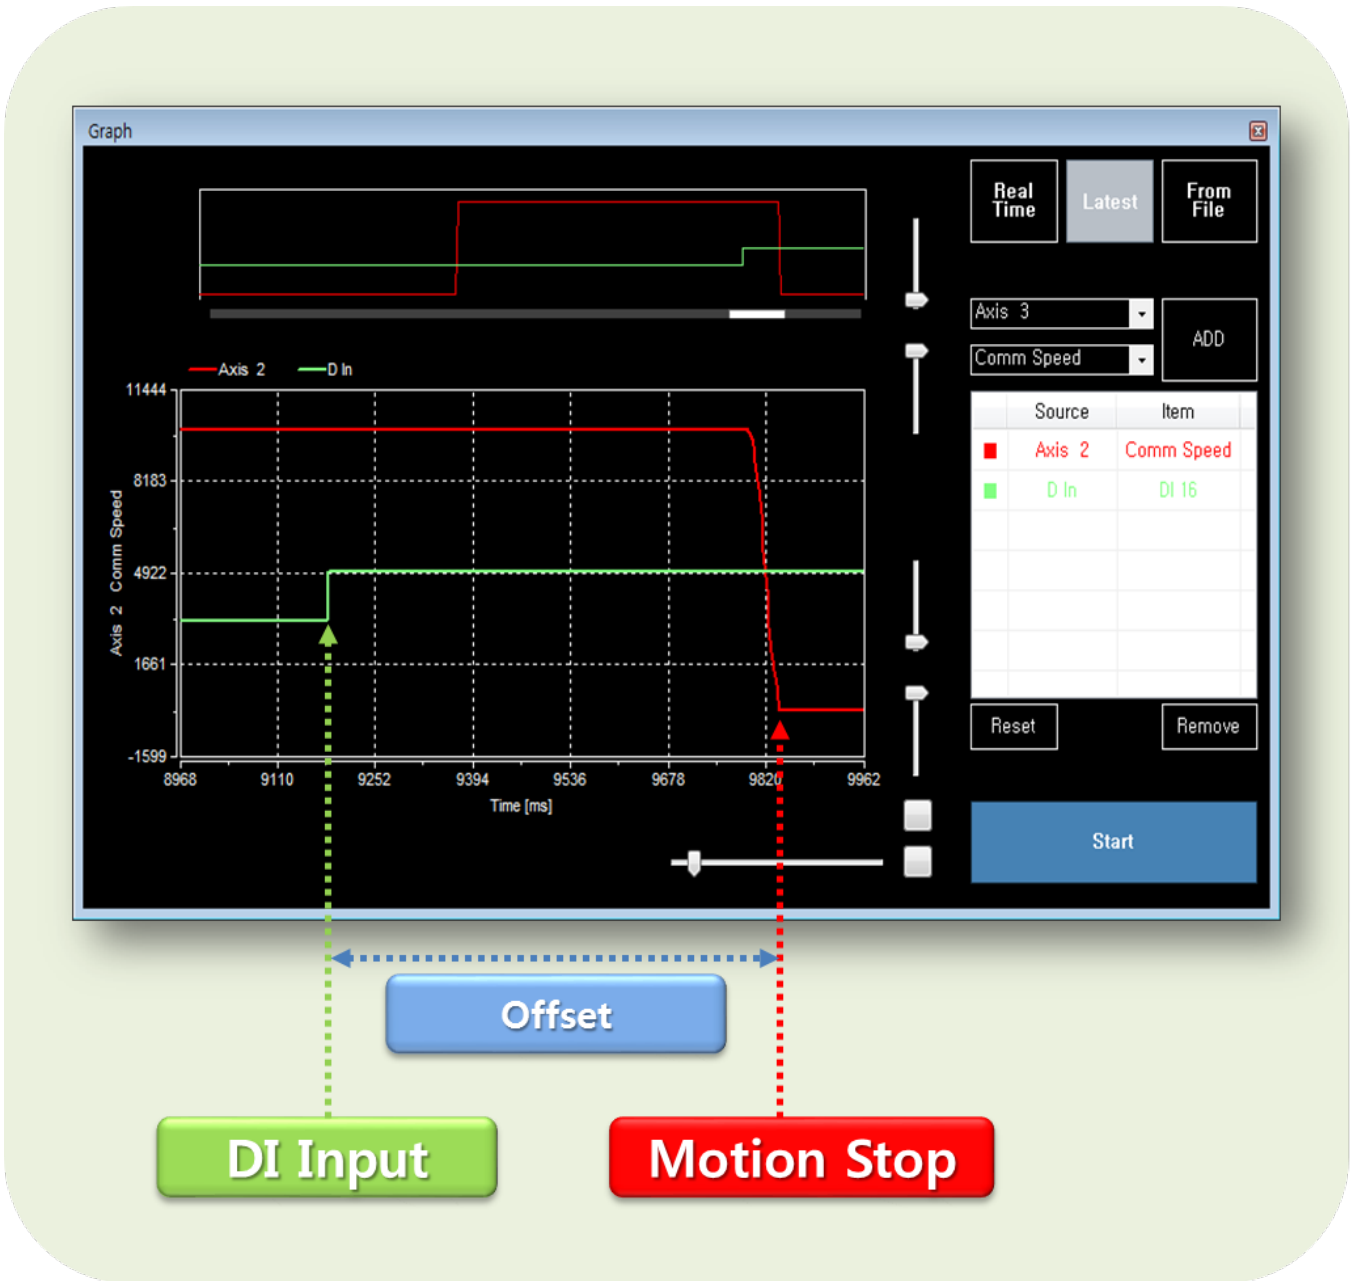 Graph
Real
Time
Latest
From
File
Axis 3
Comm Speed
ADD
Axis 2
D In
11444
8183
4922
1661
-1599
Axis 2 Comm Speed
8968
9110
9252
9394
9536
9678
9820
9962
Time [ms]
Source Item
Axis 2 Comm Speed
D In DI 16
Reset
Remove
Start
Offset
DI Input
Motion Stop